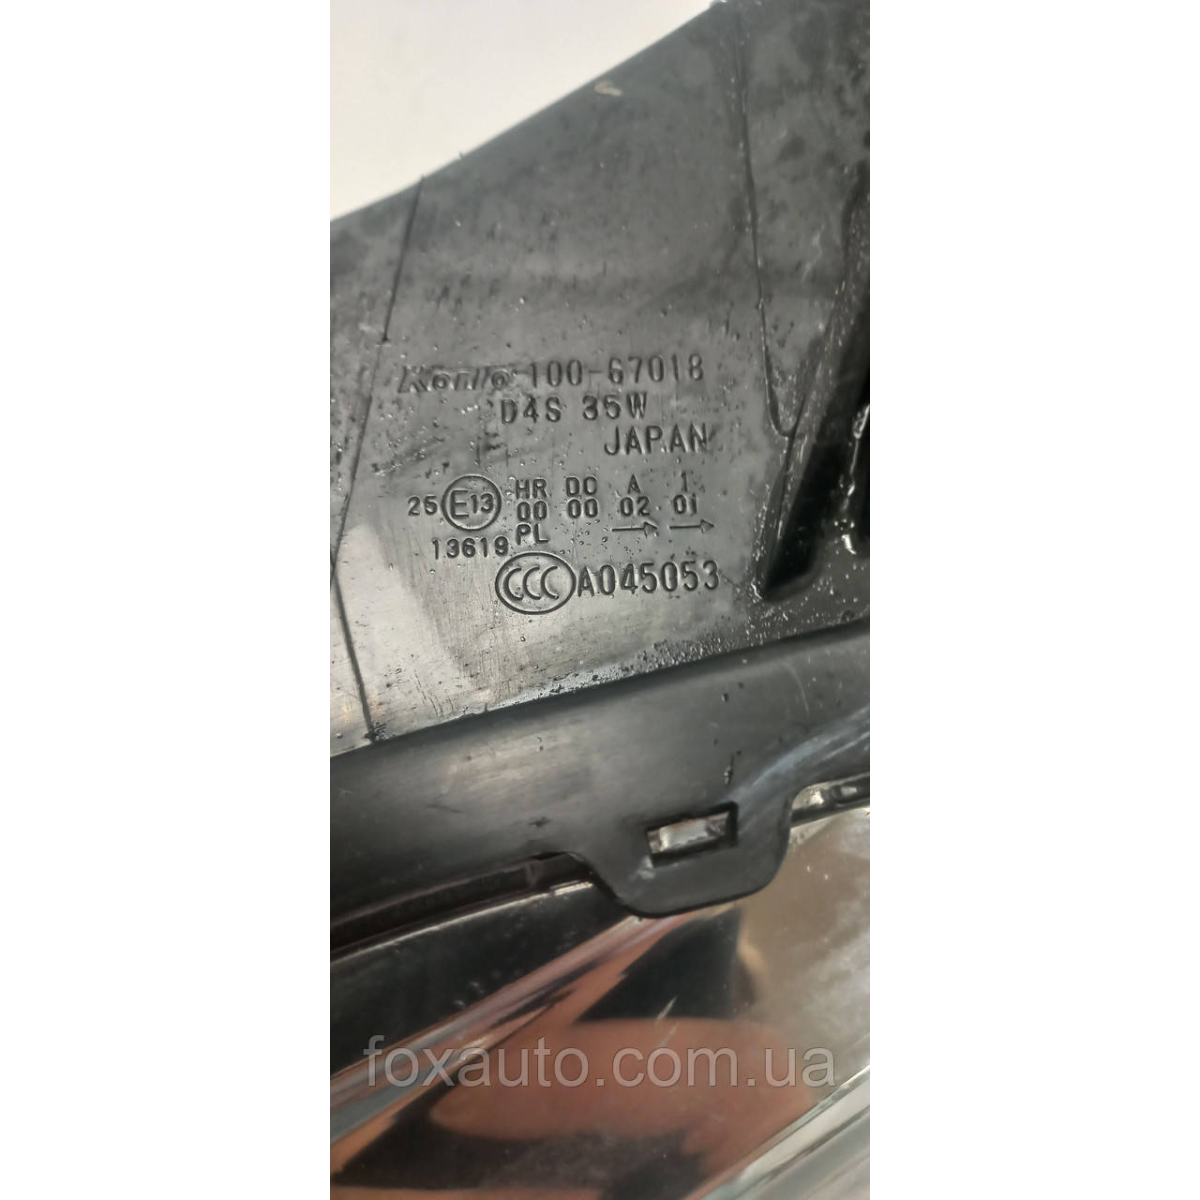 Koito 100-67018
D4S 35W
JAPAN
25 E13 HR DC A 1
00 00 02 01
13619 PL → →
CCC A045053
foxauto.com.ua